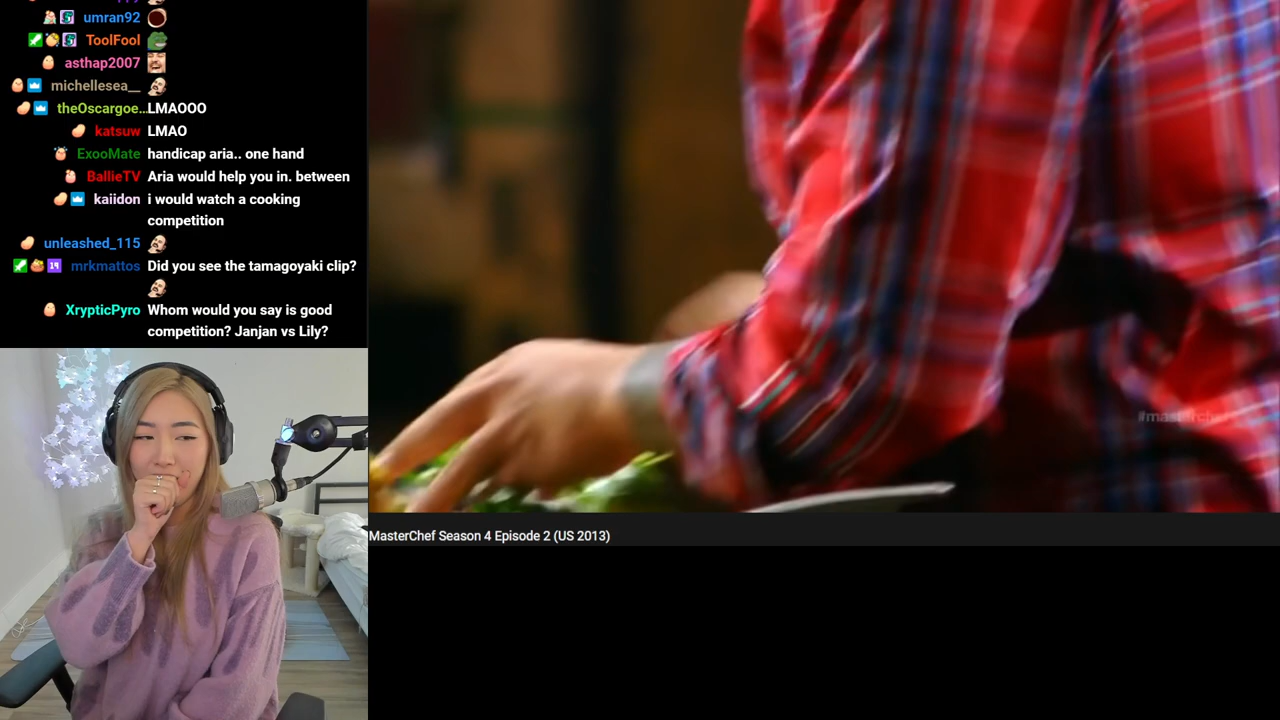 umran92
ToolFool
asthap2007
michellesea__
theOscargoe... LMAOOO
katsuw LMAO
ExooMate handicap aria.. one hand
BallieTV Aria would help you in. between
kaiidon i would watch a cooking
competition
unleashed_115
mrkmattos Did you see the tamagoyaki clip?
XrypticPyro Whom would you say is good
competition? Janjan vs Lily?
#masterchef
MasterChef Season 4 Episode 2 (US 2013)